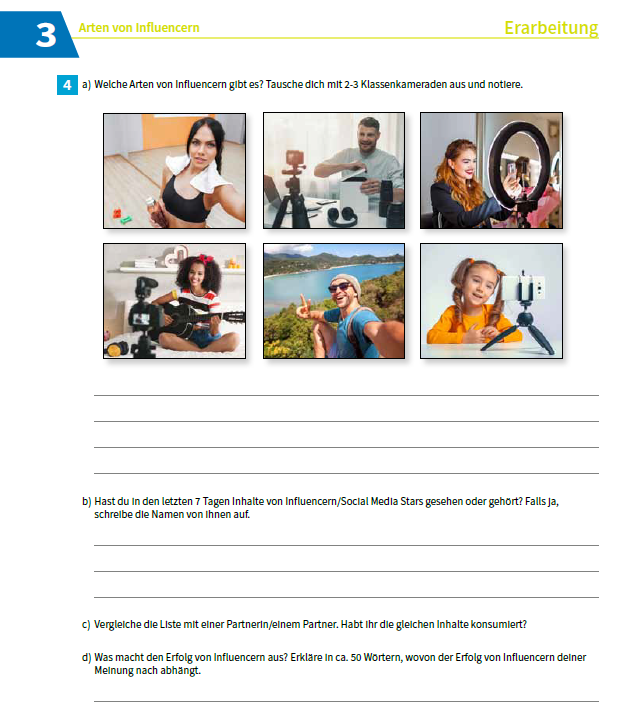 3
Arten von Influencern
Erarbeitung
4 a) Welche Arten von Influencern gibt es? Tausche dich mit 2-3 Klassenkameraden aus und notiere.
b) Hast du in den letzten 7 Tagen Inhalte von Influencern/Social Media Stars gesehen oder gehört? Falls ja,
schreibe die Namen von ihnen auf.
c) Vergleiche die Liste mit einer Partnerin/einem Partner. Habt ihr die gleichen Inhalte konsumiert?
d) Was macht den Erfolg von Influencern aus? Erkläre in ca. 50 Wörtern, wovon der Erfolg von Influencern deiner
Meinung nach abhängt.